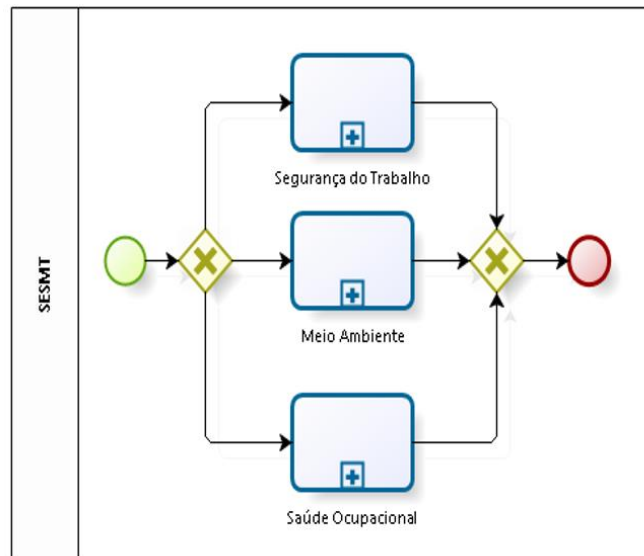 SESMT
Segurança do Trabalho
Meio Ambiente
Saúde Ocupacional